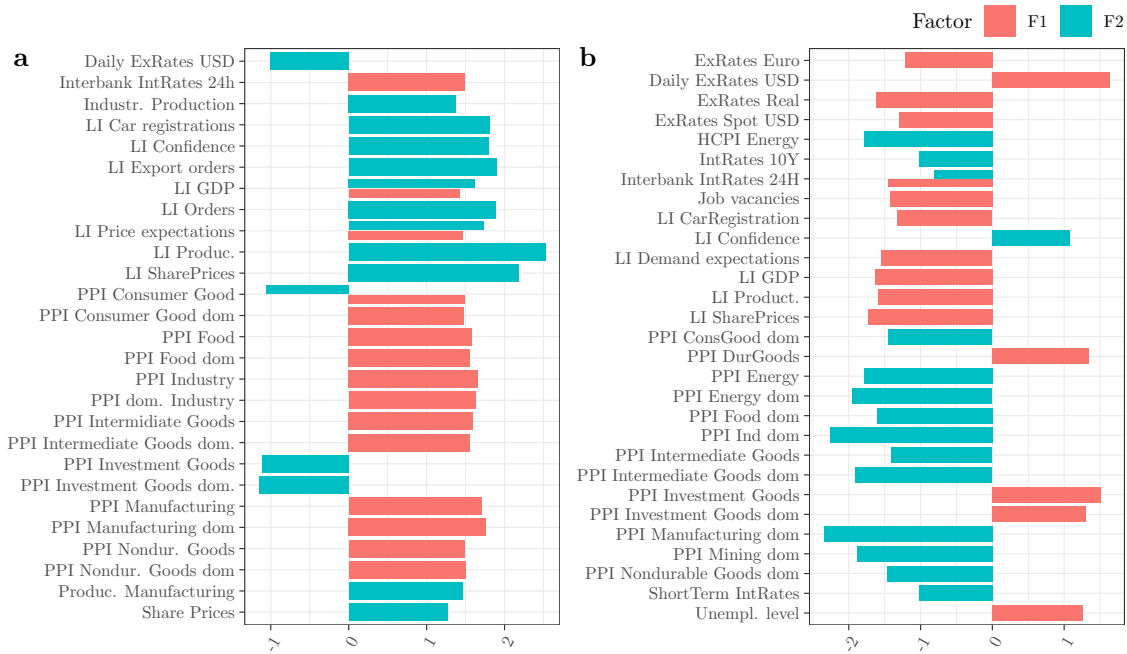 Factor F1 F2
a
Daily ExRates USD
Interbank IntRates 24h
Industr. Production
LI Car registrations
LI Confidence
LI Export orders
LI GDP
LI Orders
LI Price expectations
LI Produc.
LI SharePrices
PPI Consumer Good
PPI Consumer Good dom
PPI Food
PPI Food dom
PPI Industry
PPI dom. Industry
PPI Intermidiate Goods
PPI Intermediate Goods dom.
PPI Investment Goods
PPI Investment Goods dom.
PPI Manufacturing
PPI Manufacturing dom
PPI Nondur. Goods
PPI Nondur. Goods dom
Produc. Manufacturing
Share Prices
-1 0 1 2
b
ExRates Euro
Daily ExRates USD
ExRates Real
ExRates Spot USD
HCPI Energy
IntRates 10Y
Interbank IntRates 24H
Job vacancies
LI CarRegistration
LI Confidence
LI Demand expectations
LI GDP
LI Product.
LI SharePrices
PPI ConsGood dom
PPI DurGoods
PPI Energy
PPI Energy dom
PPI Food dom
PPI Ind dom
PPI Intermediate Goods
PPI Intermediate Goods dom
PPI Investment Goods
PPI Investment Goods dom
PPI Manufacturing dom
PPI Mining dom
PPI Nondurable Goods dom
ShortTerm IntRates
Unempl. level
-2 -1 0 1